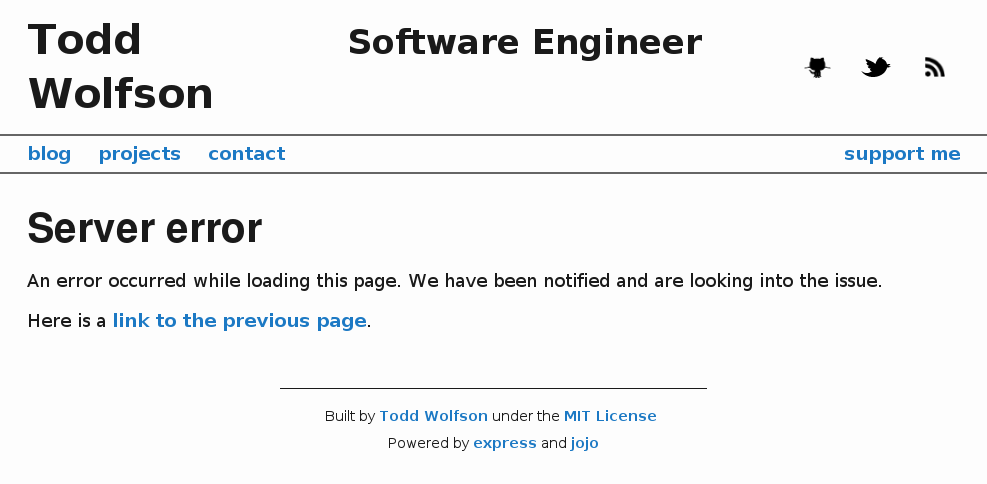 Todd
Wolfson
Software Engineer
blog projects contact support me
Server error
An error occurred while loading this page. We have been notified and are looking into the issue.
Here is a link to the previous page.
Built by Todd Wolfson under the MIT License
Powered by express and jojo